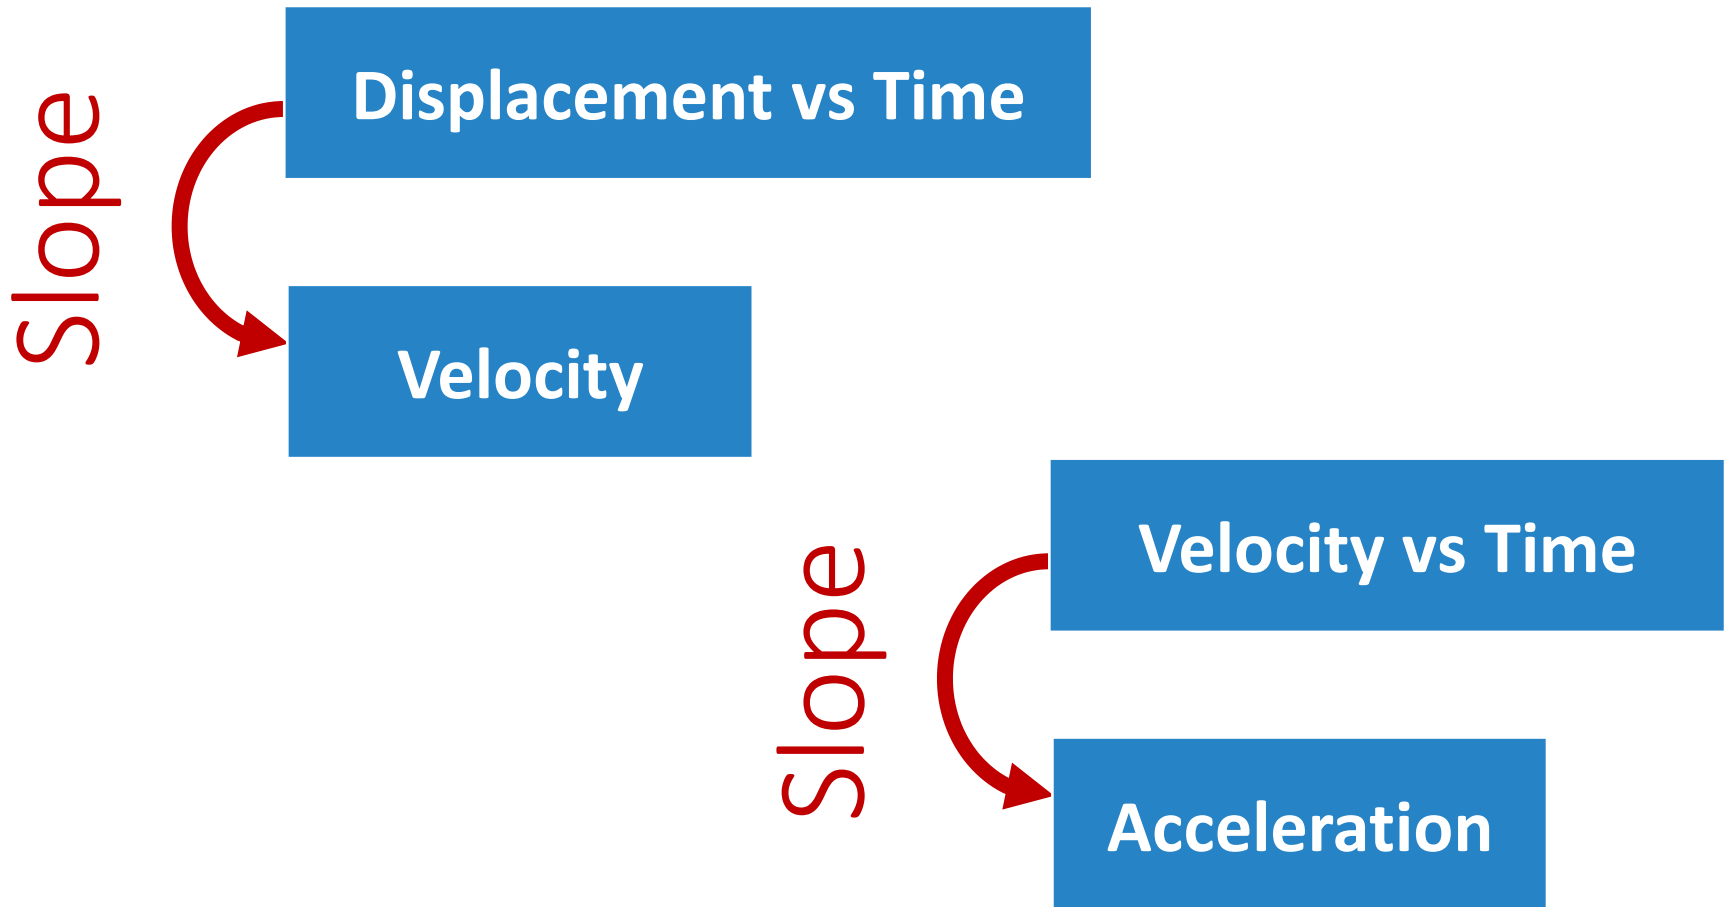 Slope
Displacement vs Time
Velocity
Slope
Velocity vs Time
Acceleration